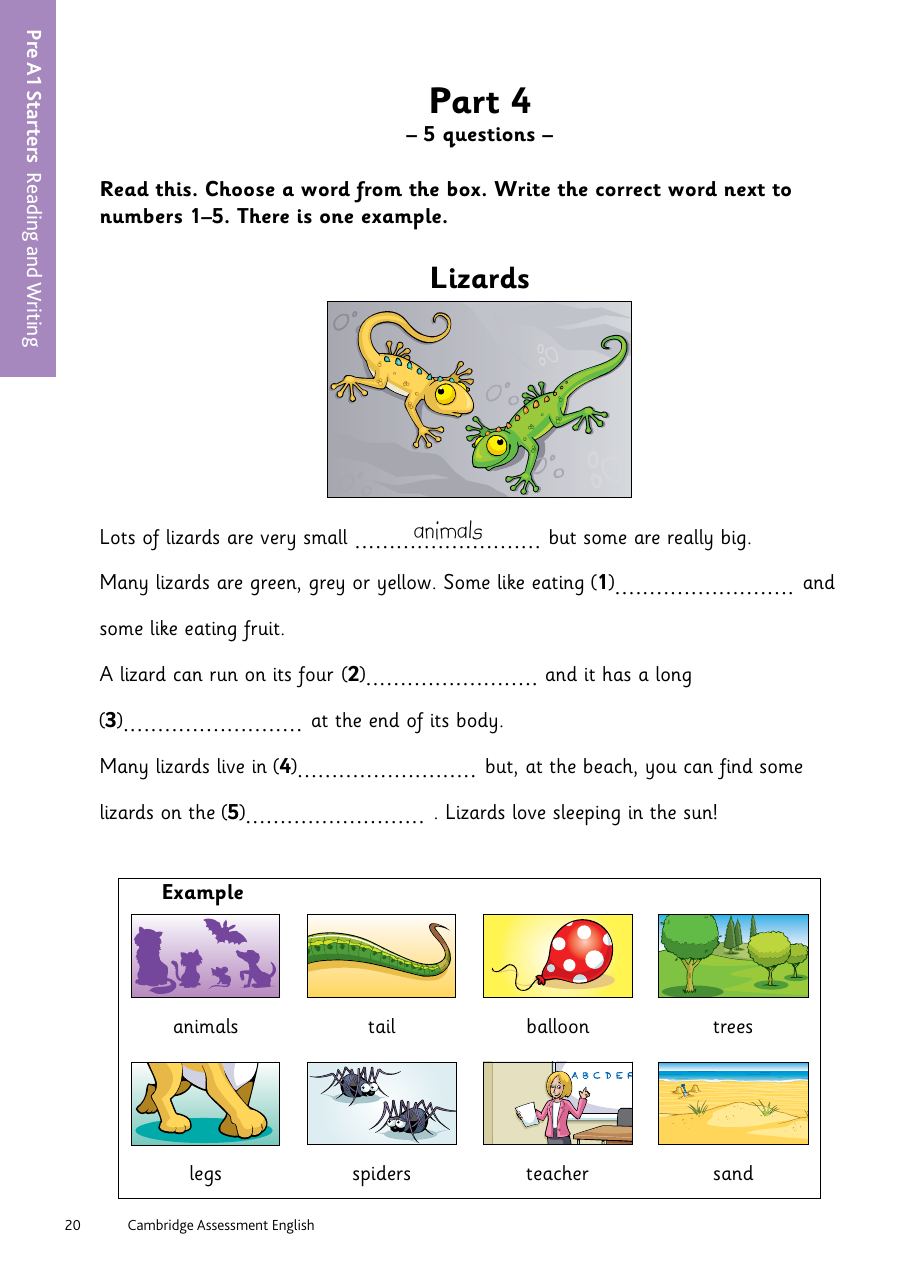 Pre A1 Starters Reading and Writing
Part 4
– 5 questions –
Read this. Choose a word from the box. Write the correct word next to
numbers 1–5. There is one example.
Lizards
Lots of lizards are very small ....animals.... but some are really big.
Many lizards are green, grey or yellow. Some like eating (1).......................... and
some like eating fruit.
A lizard can run on its four (2)......................... and it has a long
(3).......................... at the end of its body.
Many lizards live in (4).......................... but, at the beach, you can find some
lizards on the (5).......................... . Lizards love sleeping in the sun!
Example
animals tail balloon trees
A B C D E F
legs spiders teacher sand
20 Cambridge Assessment English